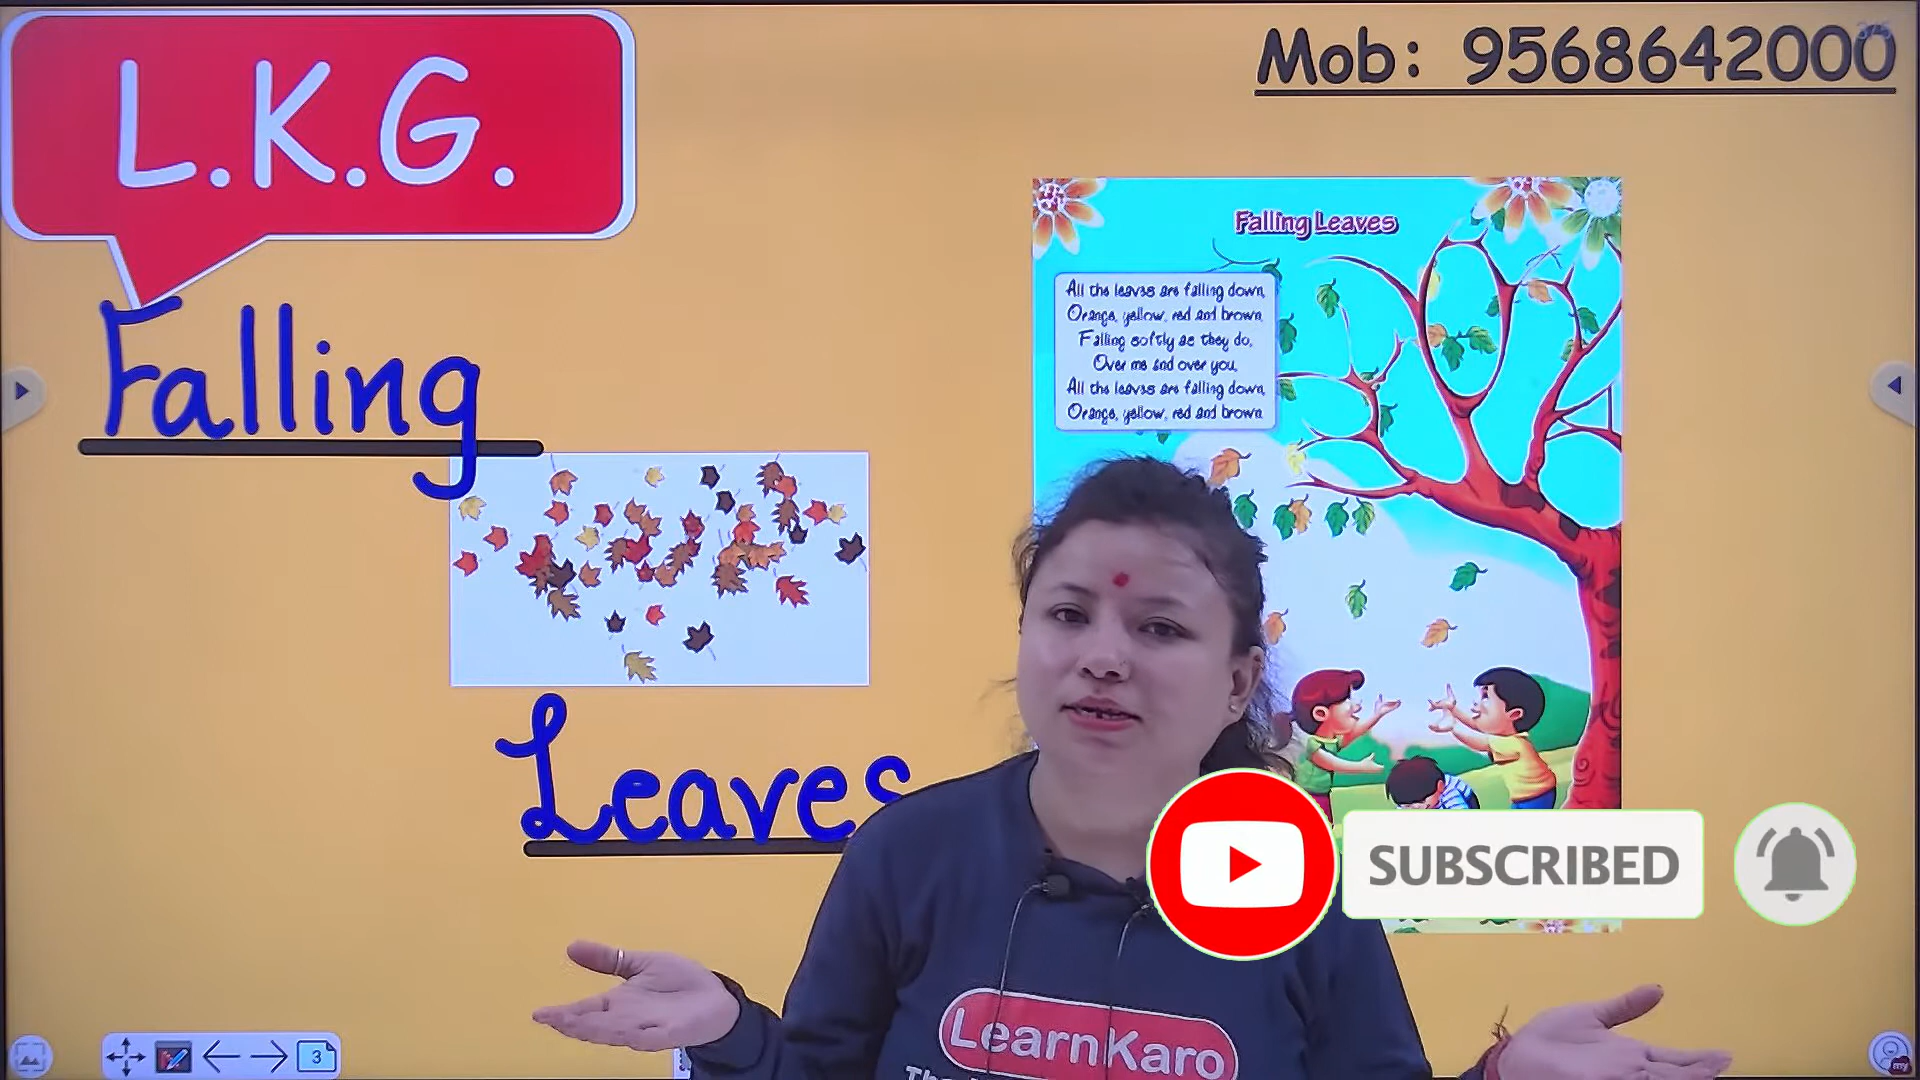 L.K.G.
Mob: 9568642000
Falling
Leaves
Falling Leaves
All the leaves are falling down,
Orange, yellow, red and brown.
Falling softly as they do,
Over me and over you,
All the leaves are falling down,
Orange, yellow, red and brown.
SUBSCRIBED
LearnKaro
3